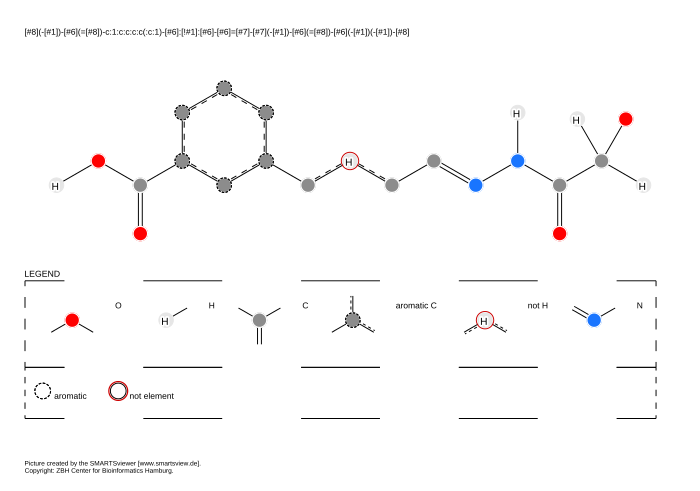 [#8](-[#1])-[#6](=[#8])-c:1:c:c:c:c(:c:1)-[#6]:[!#1]:[#6]-[#6]=[#7]-[#7](-[#1])-[#6](=[#8])-[#6](-[#1])(-[#1])-[#8]
H H
H
H H H
LEGEND
O H C aromatic C not H N
H H
aromatic not element
Picture created by the SMARTSviewer [www.smartsview.de].
Copyright: ZBH Center for Bioinformatics Hamburg.